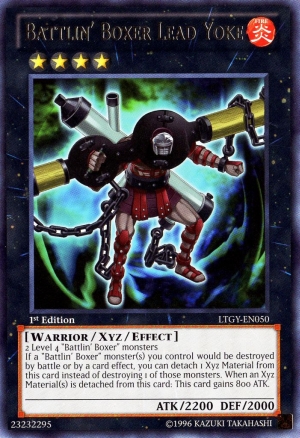 BATTLIN' BOXER LEAD YOKE
FIRE
炎
1st Edition
LTGY-EN050
[WARRIOR / XYZ / EFFECT]
2 Level 4 "Battlin' Boxer" monsters
If a "Battlin' Boxer" monster(s) you control would be destroyed
by battle or by a card effect, you can detach 1 Xyz Material from
this card instead of destroying 1 of those monsters. When an Xyz
Material(s) is detached from this card: This card gains 800 ATK.
ATK/2200 DEF/2000
23232295
©1996 KAZUKI TAKAHASHI